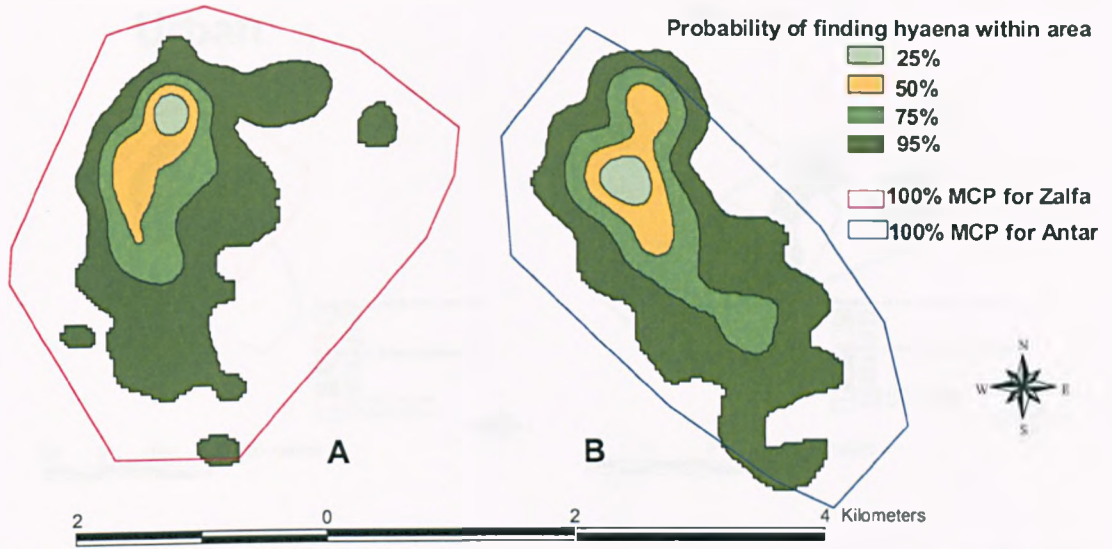 Probability of finding hyaena within area
25%
50%
75%
95%
100% MCP for Zalfa
100% MCP for Antar
N
W E
S
A B
2 0 2 4 Kilometers